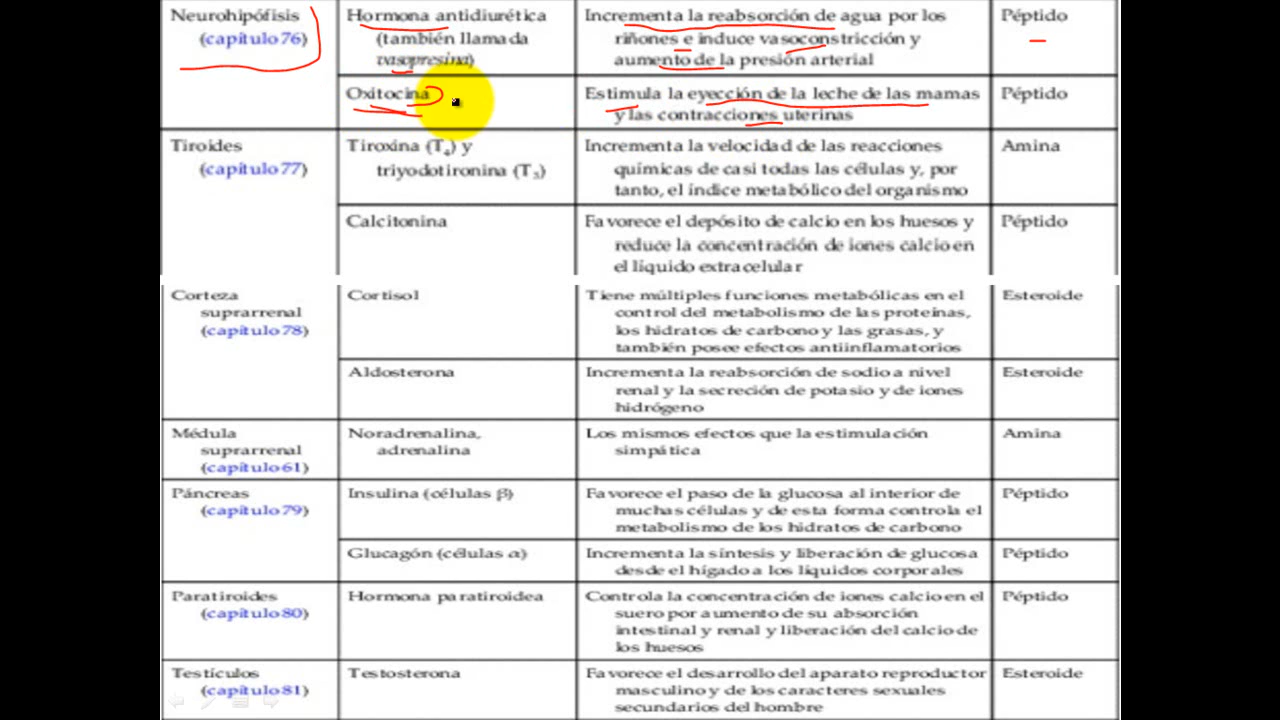 Neurohipófisis
(capítulo 76)
Hormona antidiurética
(también llamada
vasopresina)
Incrementa la reabsorción de agua por los
riñones e induce vasoconstricción y
aumento de la presión arterial
Péptido
Oxitocina
Estimula la eyección de la leche de las mamas
y las contracciones uterinas
Péptido
Tiroides
(capítulo 77)
Tiroxina (T4) y
triyodotironina (T3)
Incrementa la velocidad de las reacciones
químicas de casi todas las células y, por
tanto, el índice metabólico del organismo
Amina
Calcitonina
Favorece el depósito de calcio en los huesos y
reduce la concentración de iones calcio en
el líquido extracelular
Péptido
Corteza
suprarrenal
(capítulo 78)
Cortisol
Tiene múltiples funciones metabólicas en el
control del metabolismo de las proteínas,
los hidratos de carbono y las grasas, y
también posee efectos antiinflamatorios
Esteroide
Aldosterona
Incrementa la reabsorción de sodio a nivel
renal y la secreción de potasio y de iones
hidrógeno
Esteroide
Médula
suprarrenal
(capítulo 61)
Noradrenalina,
adrenalina
Los mismos efectos que la estimulación
simpática
Amina
Páncreas
(capítulo 79)
Insulina (células β)
Favorece el paso de la glucosa al interior de
muchas células y de esta forma controla el
metabolismo de los hidratos de carbono
Péptido
Glucagón (células α)
Incrementa la síntesis y liberación de glucosa
desde el hígado a los líquidos corporales
Péptido
Paratiroides
(capítulo 80)
Hormona paratiroidea
Controla la concentración de iones calcio en el
suero por aumento de su absorción
intestinal y renal y liberación del calcio de
los huesos
Péptido
Testículos
(capítulo 81)
Testosterona
Favorece el desarrollo del aparato reproductor
masculino y de los caracteres sexuales
secundarios del hombre
Esteroide